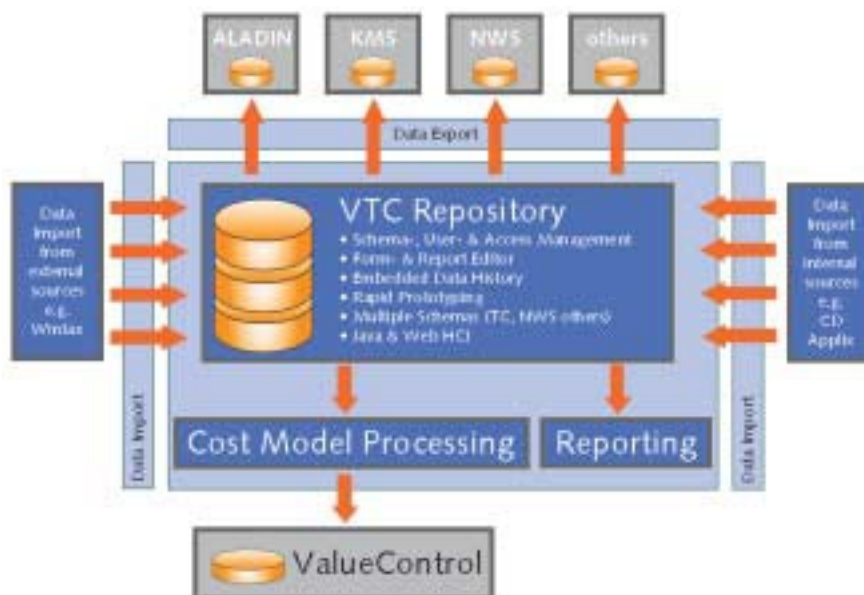 ALADIN
KMS
NWS
others
Data Export
Data
Import
from
external
sources
e.g.
Data Import
VTC Repository
• Schema-, User- & Access Management
• Form- & Report Editor
• Embedded Data History
• Rapid Prototyping
• Multiple Schemas (TC, NWS others)
• Java & Web HCI
Data
Import
from
internal
sources
e.g.
CD
Applix
Data Import
Cost Model Processing
Reporting
ValueControl